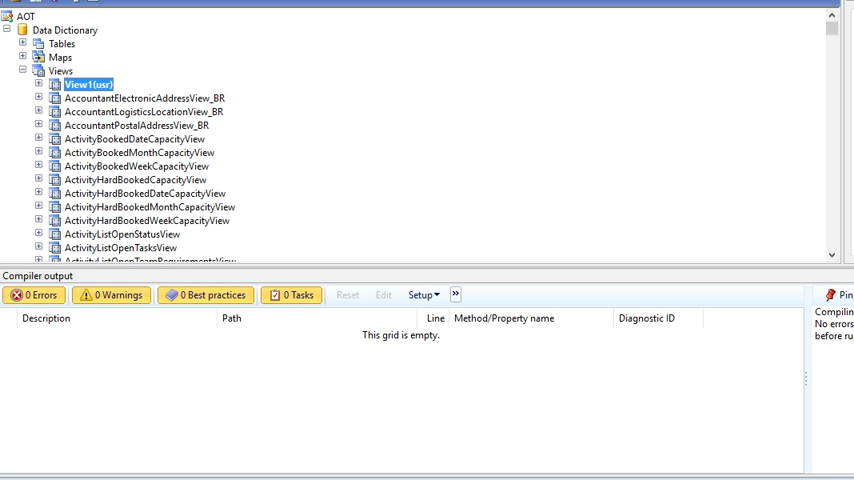 AOT
Data Dictionary
Tables
Maps
Views
View1(usr)
AccountantElectronicAddressView_BR
AccountantLogisticsLocationView_BR
AccountantPostalAddressView_BR
ActivityBookedDateCapacityView
ActivityBookedMonthCapacityView
ActivityBookedWeekCapacityView
ActivityHardBookedCapacityView
ActivityHardBookedDateCapacityView
ActivityHardBookedMonthCapacityView
ActivityHardBookedWeekCapacityView
ActivityListOpenStatusView
ActivityListOpenTasksView
ActivityListOpenTeamRequirementsView
Compiler output
0 Errors 0 Warnings 0 Best practices 0 Tasks Reset Edit Setup » Pin
Description Path Line Method/Property name Diagnostic ID
This grid is empty.
Compilin
No errors
before ru